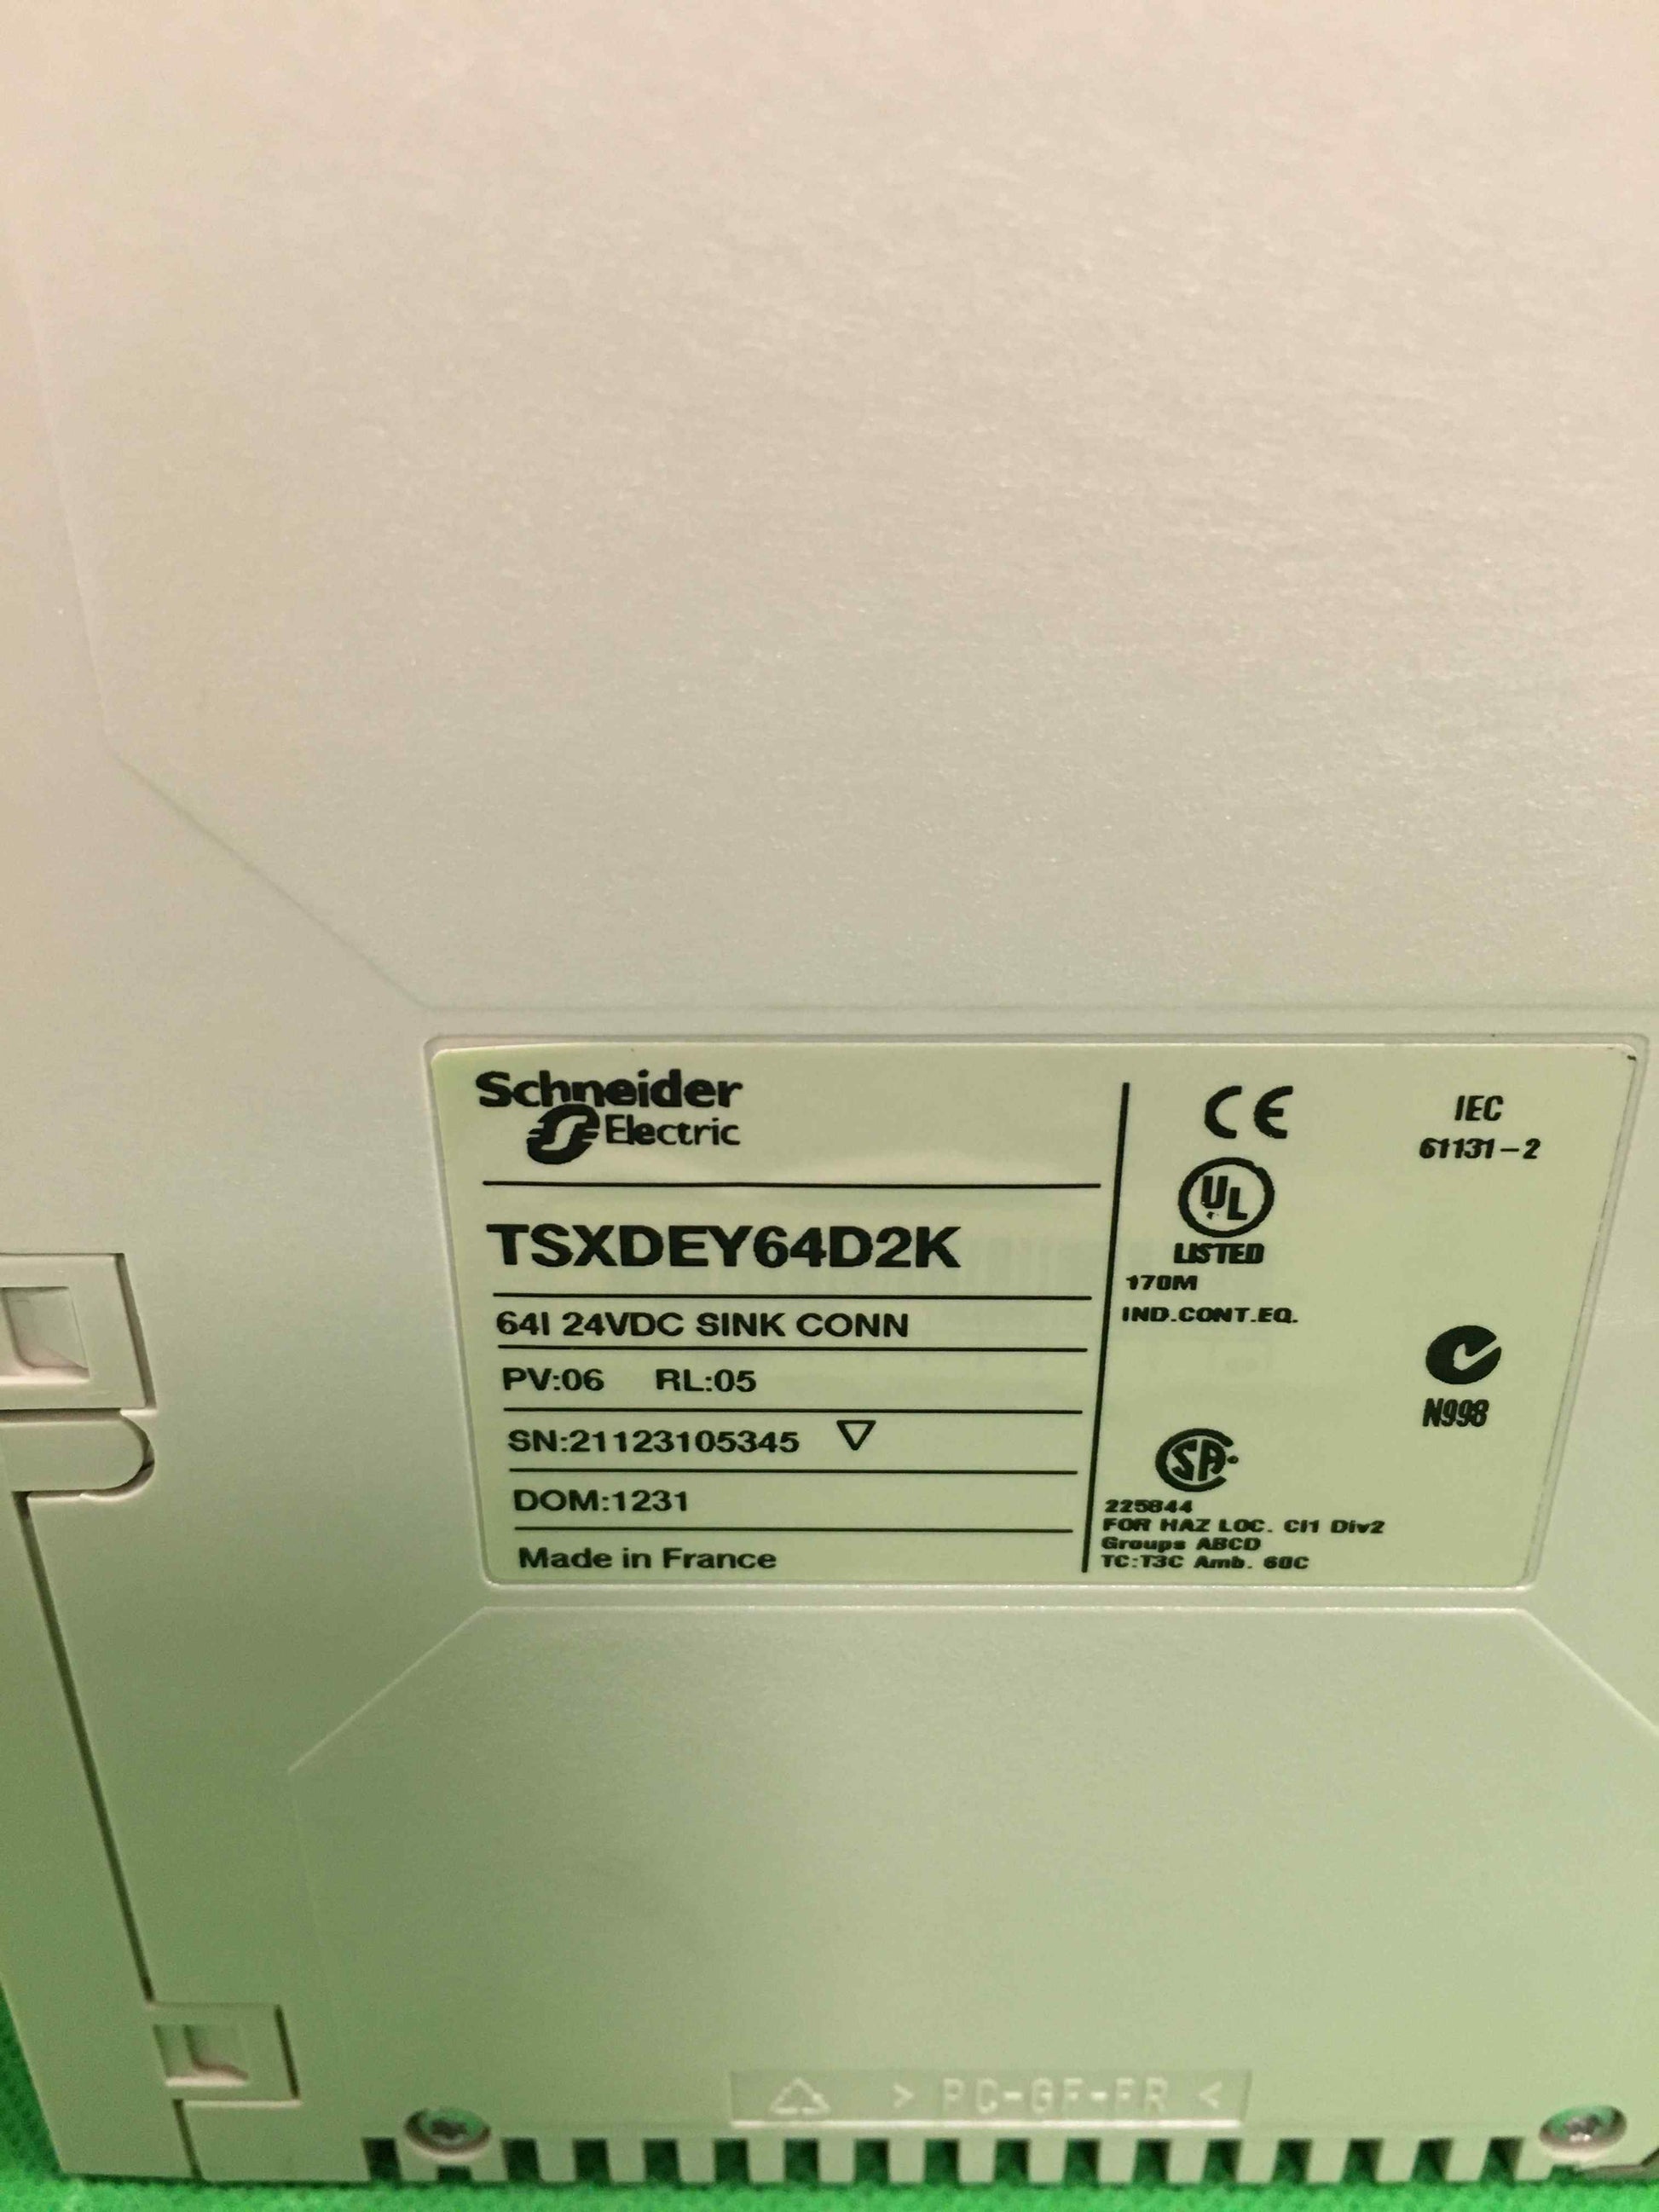 Schneider
Electric
TSXDEY64D2K
64I 24VDC SINK CONN
PV:06 RL:05
SN:21123105345
DOM:1231
Made in France
CE
IEC
61131-2
UL
LISTED
170M
IND.CONT.EQ.
N998
SA
225844
FOR HAZ LOC. Cl1 Div2
Groups ABCD
TC:T3C Amb. 60C
> PC-GF-FR <